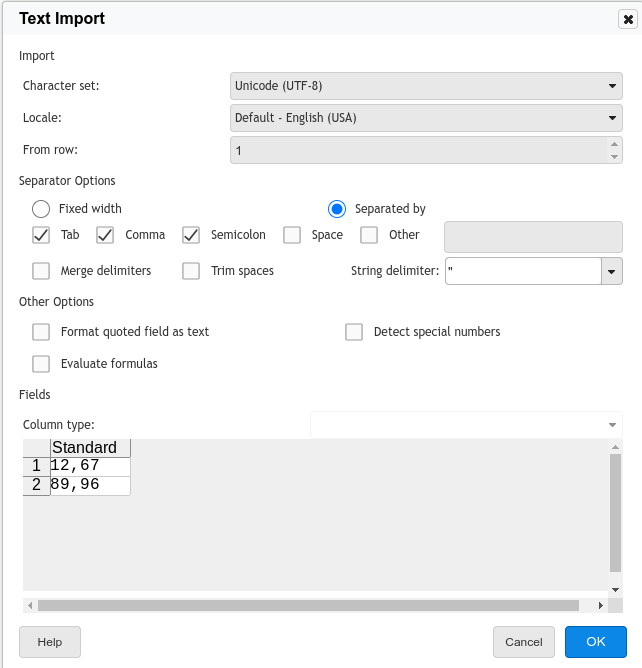 Text Import
Import
Character set: Unicode (UTF-8)
Locale: Default - English (USA)
From row: 1
Separator Options
Fixed width Separated by
Tab Comma Semicolon Space Other
Merge delimiters Trim spaces String delimiter: "
Other Options
Format quoted field as text Detect special numbers
Evaluate formulas
Fields
Column type:
Standard
1 12,67
2 89,96
Help Cancel OK